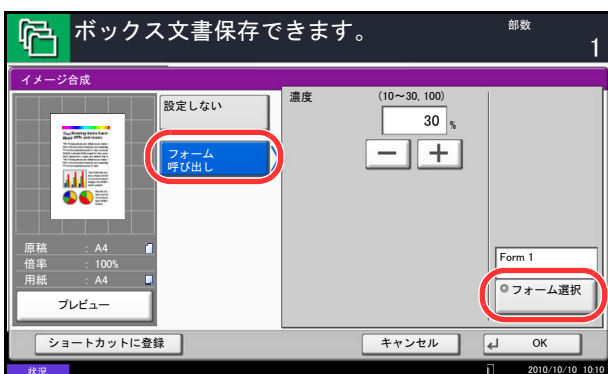 ボックス文書保存できます。
部数
1
イメージ合成
設定しない
フォーム
呼び出し
濃度
(10～30, 100)
30 %
－ ＋
原稿 : A4
倍率 : 100%
用紙 : A4
プレビュー
Form 1
フォーム選択
ショートカットに登録
キャンセル
OK
状況
2010/10/10 10:10